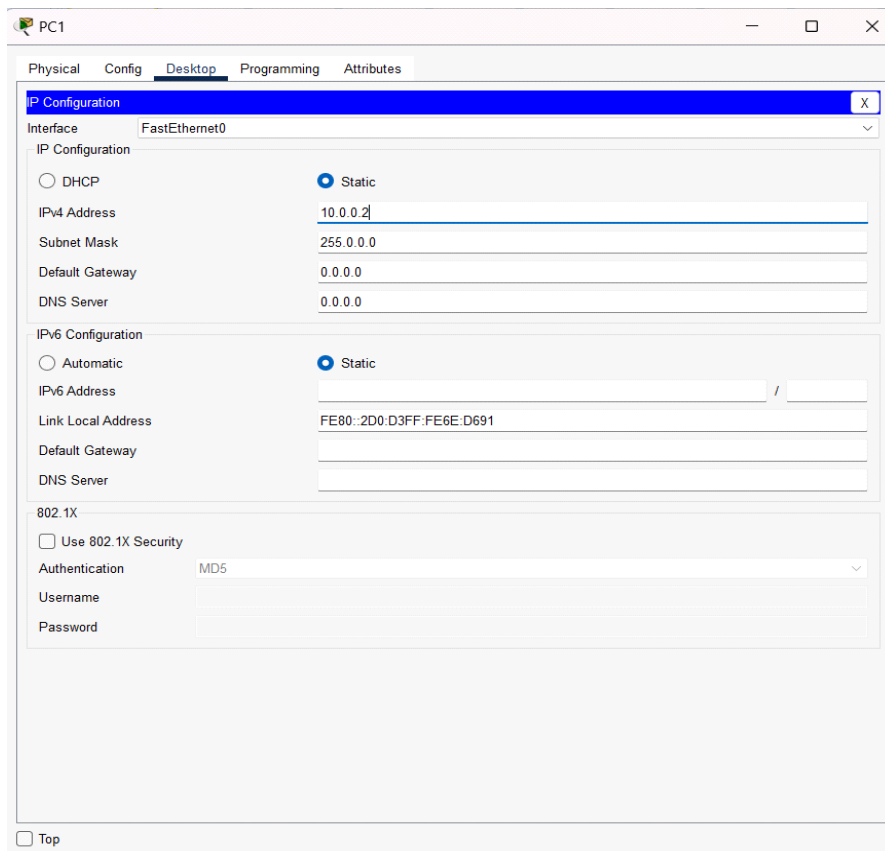 PC1
Physical Config Desktop Programming Attributes
IP Configuration X
Interface FastEthernet0
IP Configuration
DHCP Static
IPv4 Address 10.0.0.2
Subnet Mask 255.0.0.0
Default Gateway 0.0.0.0
DNS Server 0.0.0.0
IPv6 Configuration
Automatic Static
IPv6 Address /
Link Local Address FE80::2D0:D3FF:FE6E:D691
Default Gateway
DNS Server
802.1X
Use 802.1X Security
Authentication MD5
Username
Password
Top